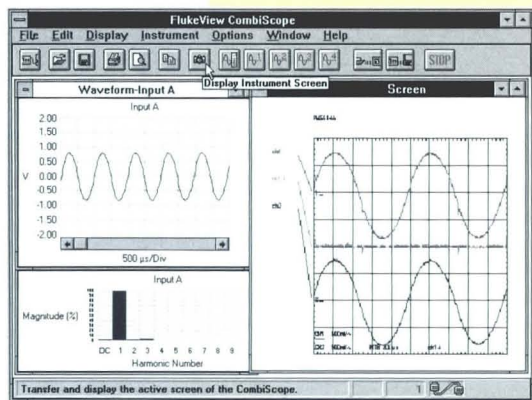 FlukeView CombiScope
File Edit Display Instrument Options Window Help
STOP
Display Instrument Screen
Waveform-Input A
Input A
2.00
1.50
1.00
0.50
V 0.00
-0.50
-1.00
-1.50
-2.00
500 µs/Div
Input A
Magnitude (%)
DC 1 2 3 4 5 6 7 8 9
Harmonic Number
Screen
Transfer and display the active screen of the CombiScope.
1